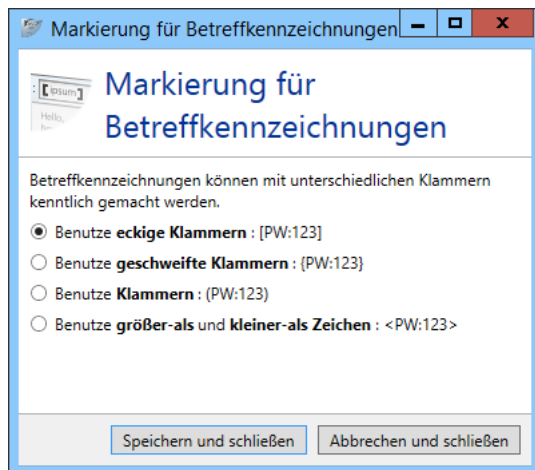 Markierung für Betreffkennzeichnungen
: [ipsum]
Hello,
Markierung für
Betreffkennzeichnungen
Betreffkennzeichnungen können mit unterschiedlichen Klammern
kenntlich gemacht werden.
Benutze eckige Klammern : [PW:123]
Benutze geschweifte Klammern : {PW:123}
Benutze Klammern : (PW:123)
Benutze größer-als und kleiner-als Zeichen : <PW:123>
Speichern und schließen Abbrechen und schließen